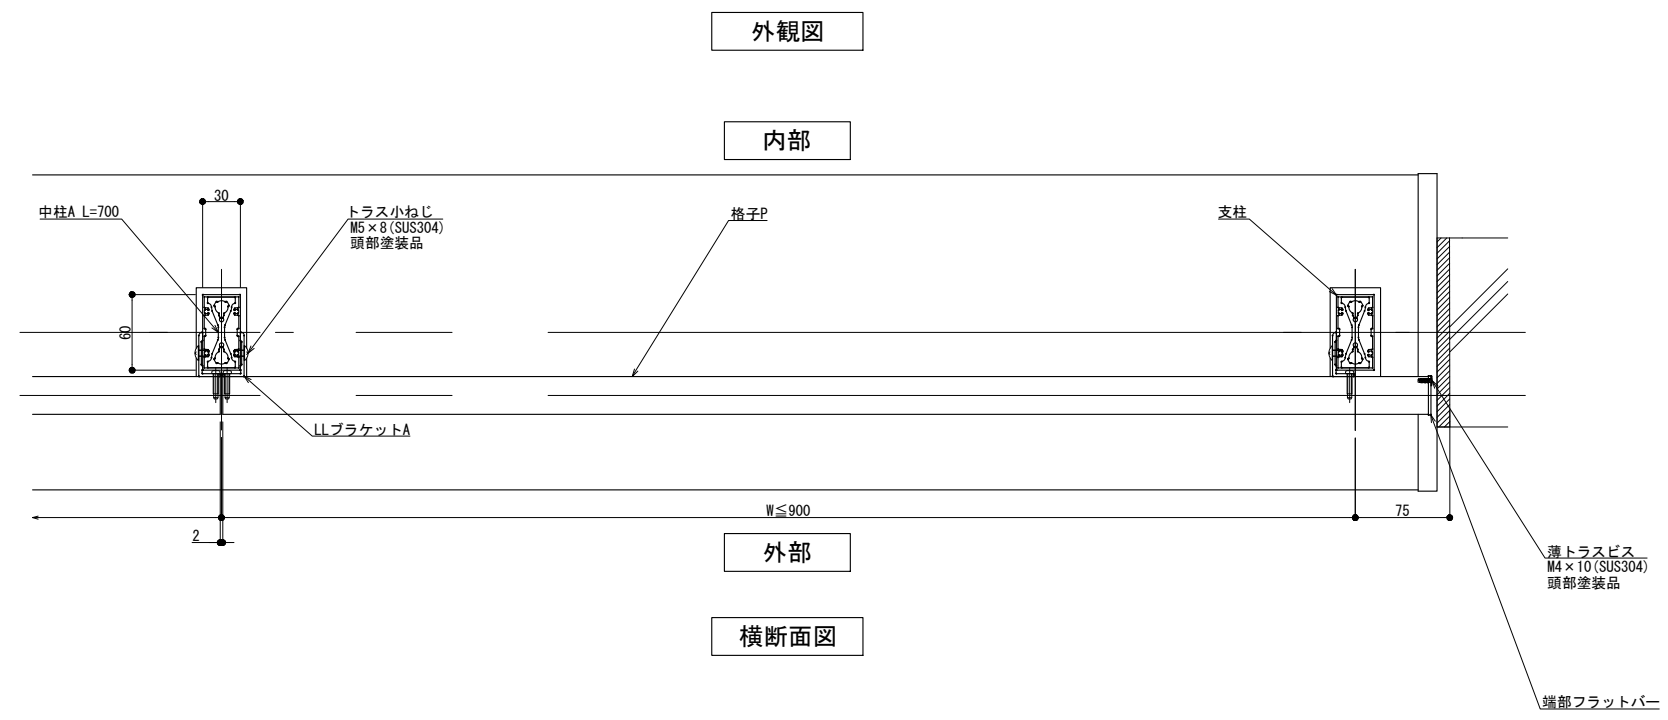 外観図
内部
30
中柱A L=700
トラス小ねじ
M5×8(SUS304)
頭部塗装品
格子P
支柱
60
LLブラケットA
W≦900
75
2
外部
薄トラスビス
M4×10(SUS304)
頭部塗装品
横断面図
端部フラットバー